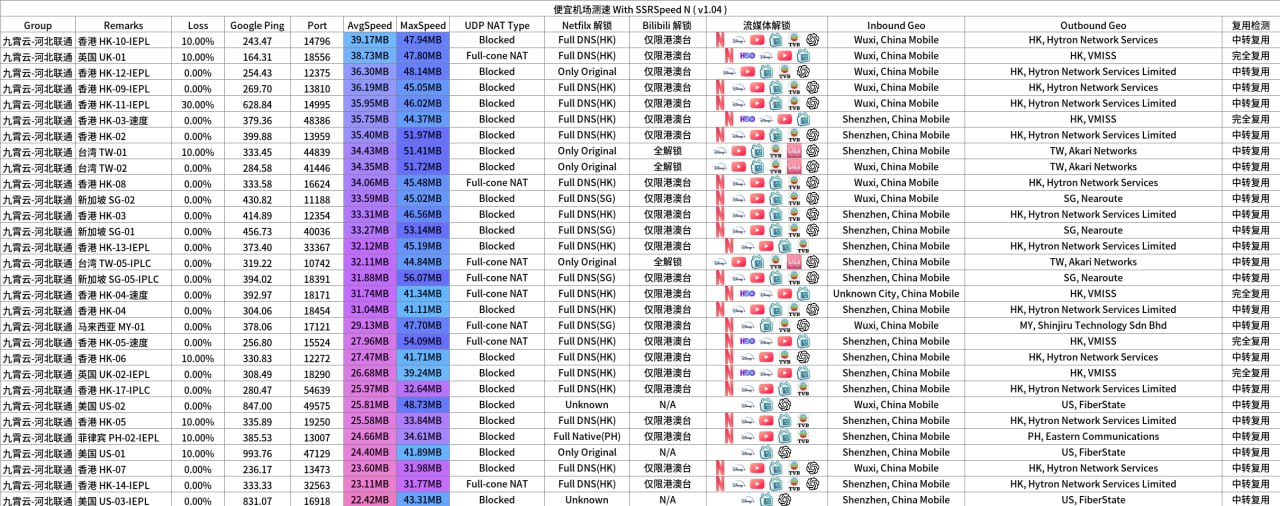 便宜机场测速 With SSRSpeed N ( v1.04 )
Group Remarks Loss Google Ping Port AvgSpeed MaxSpeed UDP NAT Type Netfilx 解锁 Bilibili 解锁 流媒体解锁 Inbound Geo Outbound Geo 复用检测
九霄云-河北联通 香港 HK-10-IEPL 10.00% 243.47 14796 39.17MB 47.94MB Blocked Full DNS(HK) 仅限港澳台 Wuxi, China Mobile HK, Hytron Network Services 中转复用
九霄云-河北联通 英国 UK-01 10.00% 164.31 18556 38.73MB 47.80MB Full-cone NAT Full DNS(HK) 仅限港澳台 Wuxi, China Mobile HK, VMISS 完全复用
九霄云-河北联通 香港 HK-12-IEPL 0.00% 254.43 12375 36.30MB 48.14MB Blocked Only Original 仅限港澳台 Wuxi, China Mobile HK, Hytron Network Services Limited 中转复用
九霄云-河北联通 香港 HK-09-IEPL 0.00% 269.70 13810 36.19MB 45.05MB Blocked Full DNS(HK) 仅限港澳台 Wuxi, China Mobile HK, Hytron Network Services 中转复用
九霄云-河北联通 香港 HK-11-IEPL 30.00% 628.84 14995 35.95MB 46.02MB Blocked Full DNS(HK) 仅限港澳台 Wuxi, China Mobile HK, Hytron Network Services Limited 中转复用
九霄云-河北联通 香港 HK-03-速度 0.00% 379.36 48386 35.75MB 44.37MB Blocked Full DNS(HK) 仅限港澳台 Shenzhen, China Mobile HK, VMISS 完全复用
九霄云-河北联通 香港 HK-02 0.00% 399.88 13959 35.40MB 51.97MB Blocked Full DNS(HK) 仅限港澳台 Wuxi, China Mobile HK, Hytron Network Services Limited 中转复用
九霄云-河北联通 台湾 TW-01 10.00% 333.45 44839 34.43MB 51.41MB Blocked Only Original 全解锁 Shenzhen, China Mobile TW, Akari Networks 中转复用
九霄云-河北联通 台湾 TW-02 0.00% 284.58 41446 34.35MB 51.72MB Blocked Only Original 全解锁 Wuxi, China Mobile TW, Akari Networks 中转复用
九霄云-河北联通 香港 HK-08 0.00% 333.58 16624 34.06MB 45.48MB Full-cone NAT Full DNS(HK) 仅限港澳台 Wuxi, China Mobile HK, Hytron Network Services 中转复用
九霄云-河北联通 新加坡 SG-02 0.00% 430.82 11188 33.59MB 45.02MB Blocked Full DNS(SG) 仅限港澳台 Wuxi, China Mobile SG, Nearoute 中转复用
九霄云-河北联通 香港 HK-03 0.00% 414.89 12354 33.31MB 46.56MB Blocked Full DNS(HK) 仅限港澳台 Shenzhen, China Mobile HK, Hytron Network Services Limited 中转复用
九霄云-河北联通 新加坡 SG-01 0.00% 456.73 40036 33.27MB 53.14MB Blocked Full DNS(SG) 仅限港澳台 Shenzhen, China Mobile SG, Nearoute 中转复用
九霄云-河北联通 香港 HK-13-IEPL 0.00% 373.40 33367 32.12MB 45.19MB Blocked Full DNS(HK) 仅限港澳台 Shenzhen, China Mobile HK, Hytron Network Services Limited 中转复用
九霄云-河北联通 台湾 TW-05-IPLC 0.00% 319.22 10742 32.11MB 44.84MB Full-cone NAT Only Original 全解锁 Shenzhen, China Mobile TW, Akari Networks 中转复用
九霄云-河北联通 新加坡 SG-05-IPLC 0.00% 394.02 18391 31.88MB 56.07MB Full-cone NAT Full DNS(SG) 仅限港澳台 Shenzhen, China Mobile SG, Nearoute 中转复用
九霄云-河北联通 香港 HK-04-速度 0.00% 392.97 18171 31.74MB 41.34MB Full-cone NAT Full DNS(HK) 仅限港澳台 Unknown City, China Mobile HK, VMISS 完全复用
九霄云-河北联通 香港 HK-04 0.00% 304.06 18454 31.04MB 41.11MB Blocked Full DNS(HK) 仅限港澳台 Shenzhen, China Mobile HK, Hytron Network Services Limited 中转复用
九霄云-河北联通 马来西亚 MY-01 0.00% 378.06 17121 29.13MB 47.70MB Full-cone NAT Full DNS(SG) 仅限港澳台 Wuxi, China Mobile MY, Shinjiru Technology Sdn Bhd 中转复用
九霄云-河北联通 香港 HK-05-速度 0.00% 256.80 15524 27.96MB 54.09MB Full-cone NAT Full DNS(HK) 仅限港澳台 Shenzhen, China Mobile HK, VMISS 完全复用
九霄云-河北联通 香港 HK-06 10.00% 330.83 12272 27.47MB 41.71MB Blocked Full DNS(HK) 仅限港澳台 Shenzhen, China Mobile HK, Hytron Network Services 中转复用
九霄云-河北联通 英国 UK-02-IEPL 0.00% 308.49 18290 26.68MB 39.24MB Blocked Full DNS(HK) 仅限港澳台 Shenzhen, China Mobile HK, VMISS 完全复用
九霄云-河北联通 香港 HK-17-IPLC 0.00% 280.47 54639 25.97MB 32.64MB Blocked Full DNS(HK) 仅限港澳台 Shenzhen, China Mobile HK, Hytron Network Services Limited 中转复用
九霄云-河北联通 美国 US-02 0.00% 847.00 49575 25.81MB 48.73MB Blocked Unknown N/A Wuxi, China Mobile US, FiberState 中转复用
九霄云-河北联通 香港 HK-05 10.00% 335.89 19250 25.58MB 33.84MB Blocked Full DNS(HK) 仅限港澳台 Shenzhen, China Mobile HK, Hytron Network Services Limited 中转复用
九霄云-河北联通 菲律宾 PH-02-IEPL 10.00% 385.53 13007 24.66MB 34.61MB Blocked Full Native(PH) 仅限港澳台 Shenzhen, China Mobile PH, Eastern Communications 中转复用
九霄云-河北联通 美国 US-01 10.00% 993.76 47129 24.40MB 41.89MB Blocked Only Original N/A Shenzhen, China Mobile US, FiberState 中转复用
九霄云-河北联通 香港 HK-07 0.00% 236.17 13473 23.60MB 31.98MB Blocked Full DNS(HK) 仅限港澳台 Wuxi, China Mobile HK, Hytron Network Services 中转复用
九霄云-河北联通 香港 HK-14-IEPL 0.00% 333.33 32563 23.11MB 31.77MB Full-cone NAT Full DNS(HK) 仅限港澳台 Shenzhen, China Mobile HK, Hytron Network Services Limited 中转复用
九霄云-河北联通 美国 US-03-IEPL 0.00% 831.07 16918 22.42MB 43.31MB Blocked Unknown N/A Shenzhen, China Mobile US, FiberState 中转复用